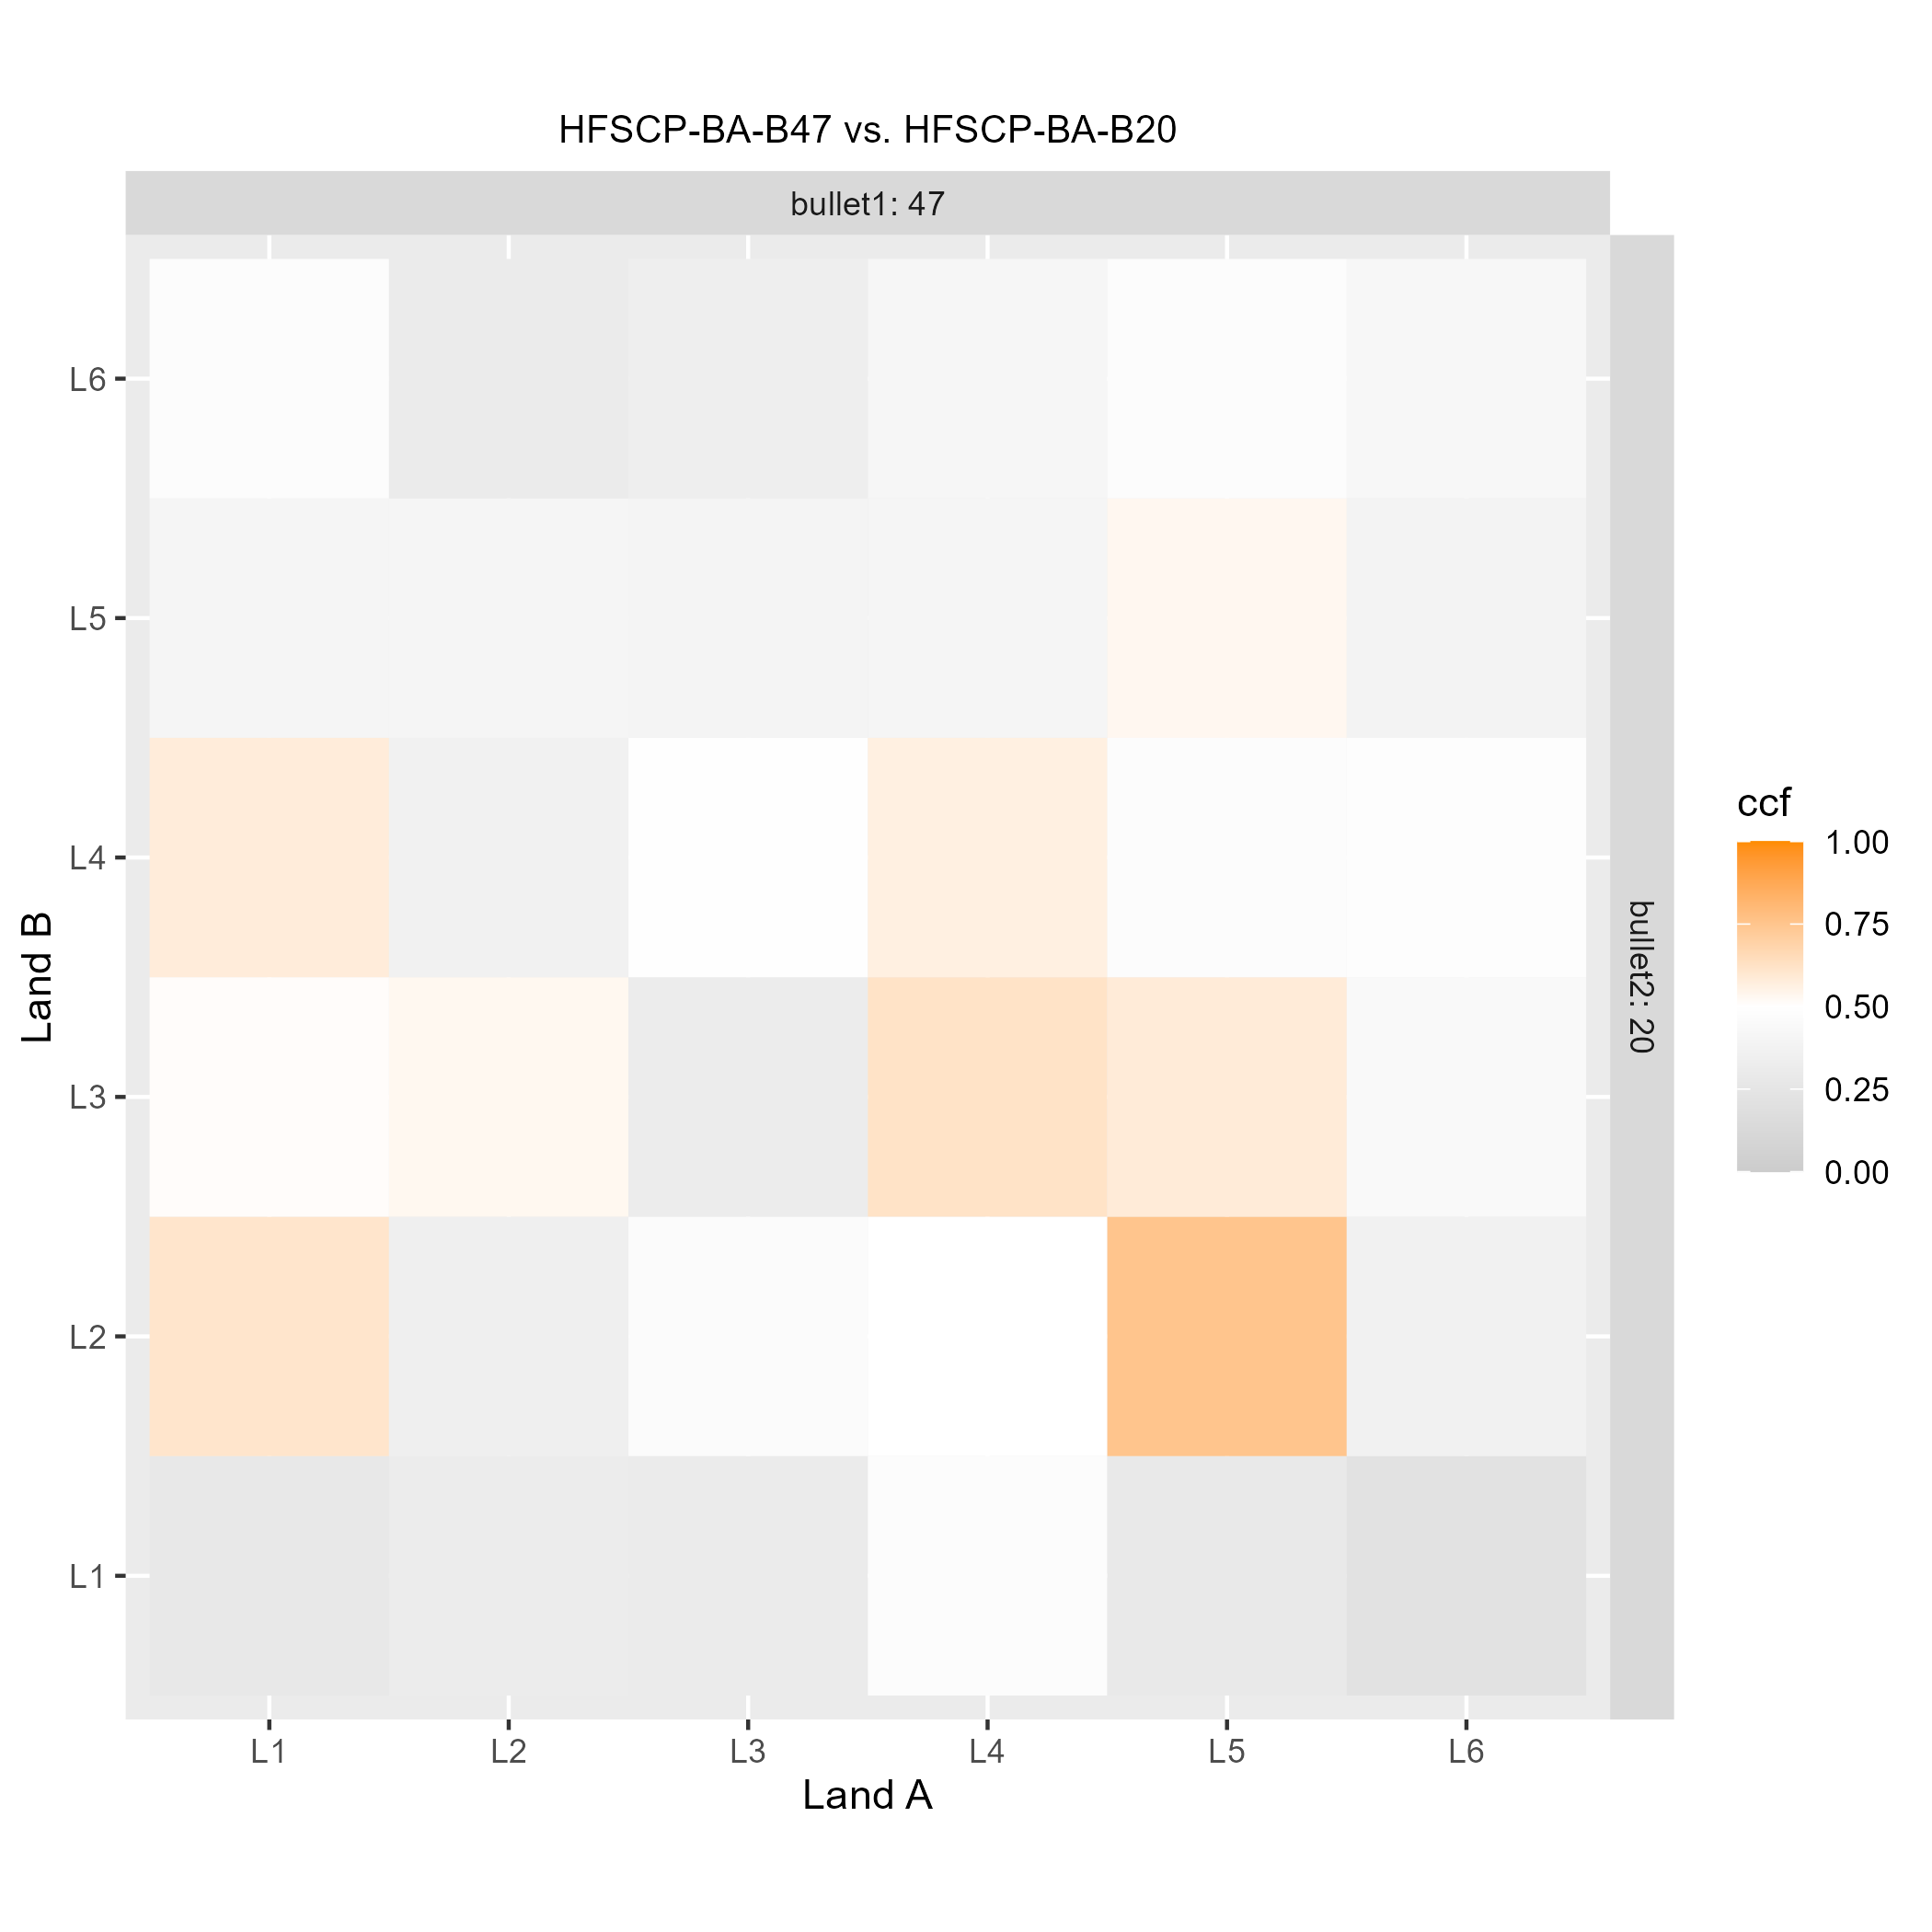 HFSCP-BA-B47 vs. HFSCP-BA-B20
bullet1: 47
L6
L5
L4
L3
L2
L1
Land B
L1 L2 L3 L4 L5 L6
Land A
bullet2: 20
ccf
1.00
0.75
0.50
0.25
0.00